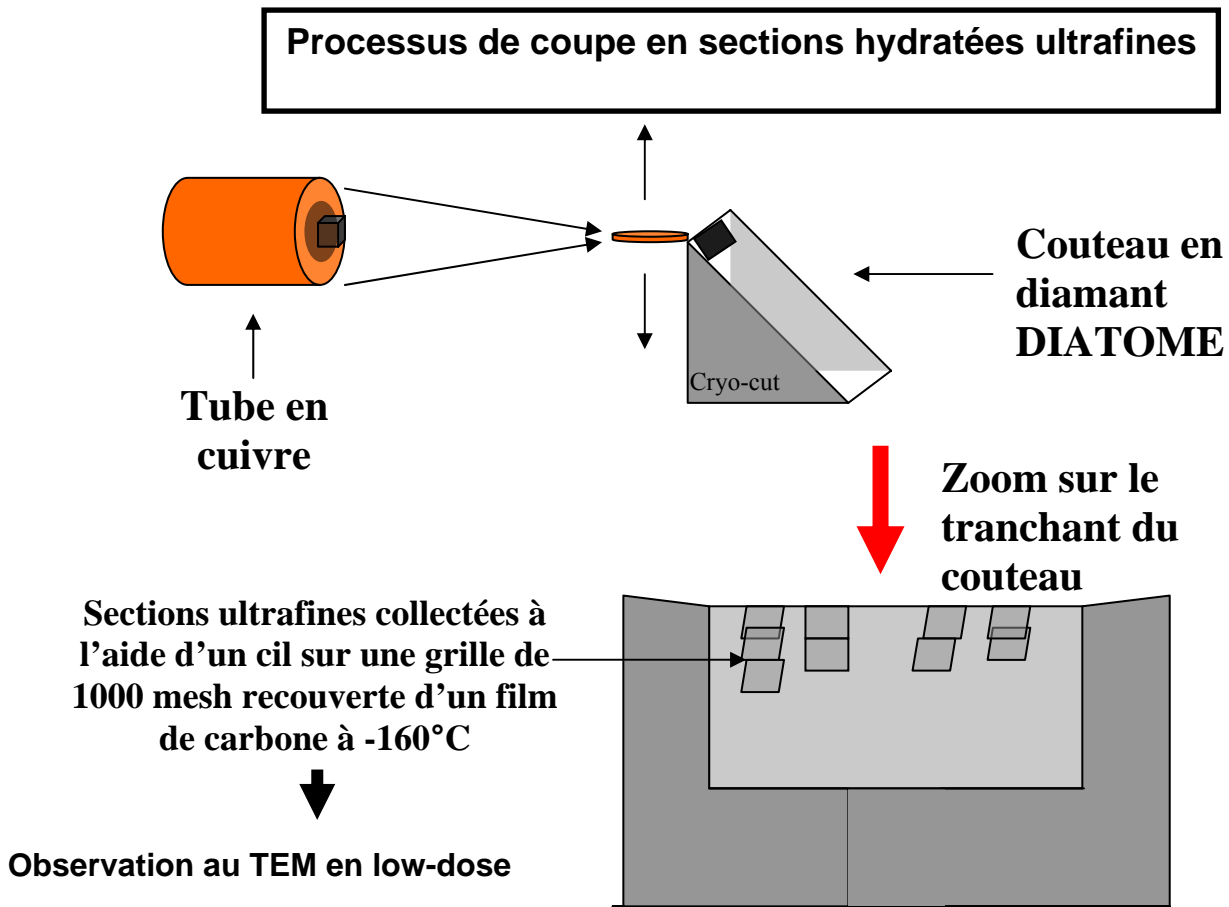 Processus de coupe en sections hydratées ultrafines
Couteau en
diamant
DIATOME
Cryo-cut
Tube en
cuivre
Zoom sur le
tranchant du
couteau
Sections ultrafines collectées à
l’aide d’un cil sur une grille de
1000 mesh recouverte d’un film
de carbone à -160°C
Observation au TEM en low-dose